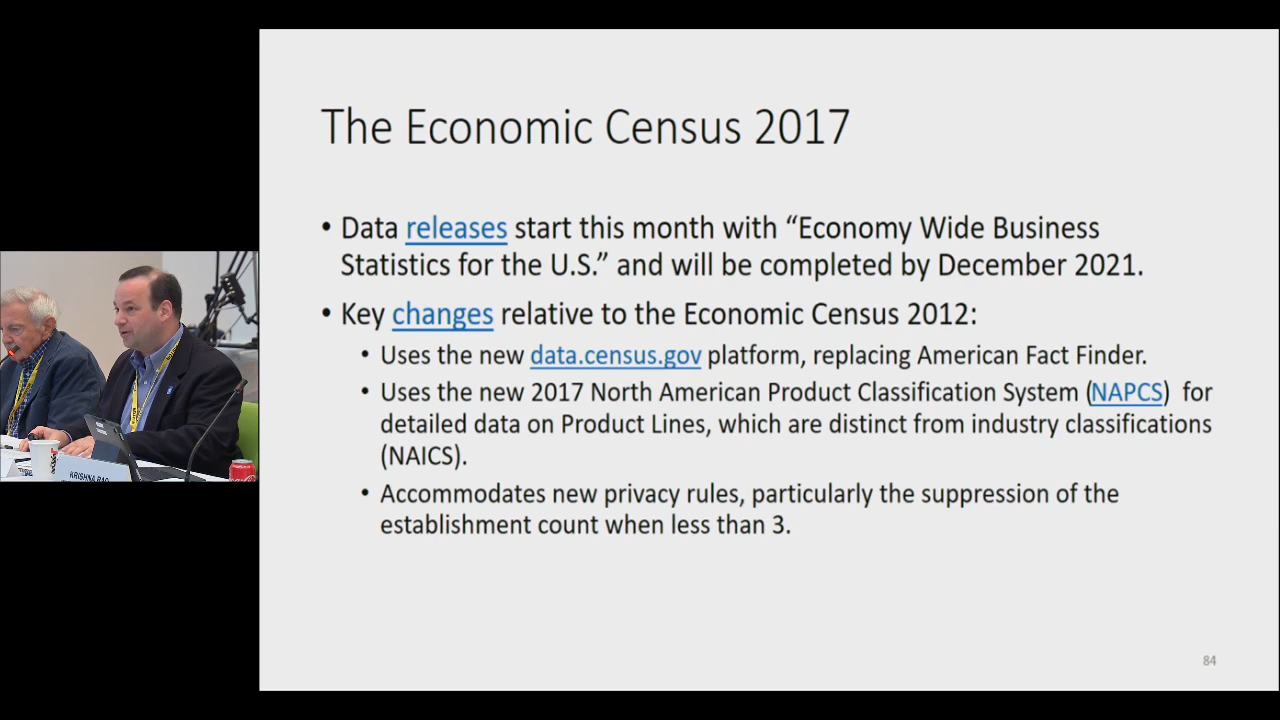 The Economic Census 2017
• Data releases start this month with “Economy Wide Business
Statistics for the U.S.” and will be completed by December 2021.
• Key changes relative to the Economic Census 2012:
• Uses the new data.census.gov platform, replacing American Fact Finder.
• Uses the new 2017 North American Product Classification System (NAPCS) for
detailed data on Product Lines, which are distinct from industry classifications
(NAICS).
• Accommodates new privacy rules, particularly the suppression of the
establishment count when less than 3.
KRISHNA
84